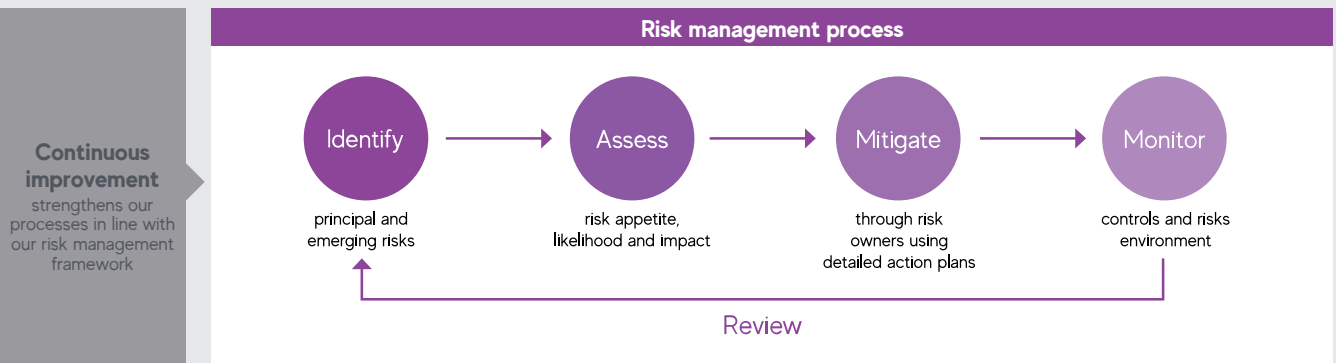 Risk management process
Continuous
improvement
strengthens our
processes in line with
our risk management
framework
Identify
principal and
emerging risks
Assess
risk appetite,
likelihood and impact
Mitigate
through risk
owners using
detailed action plans
Monitor
controls and risks
environment
Review